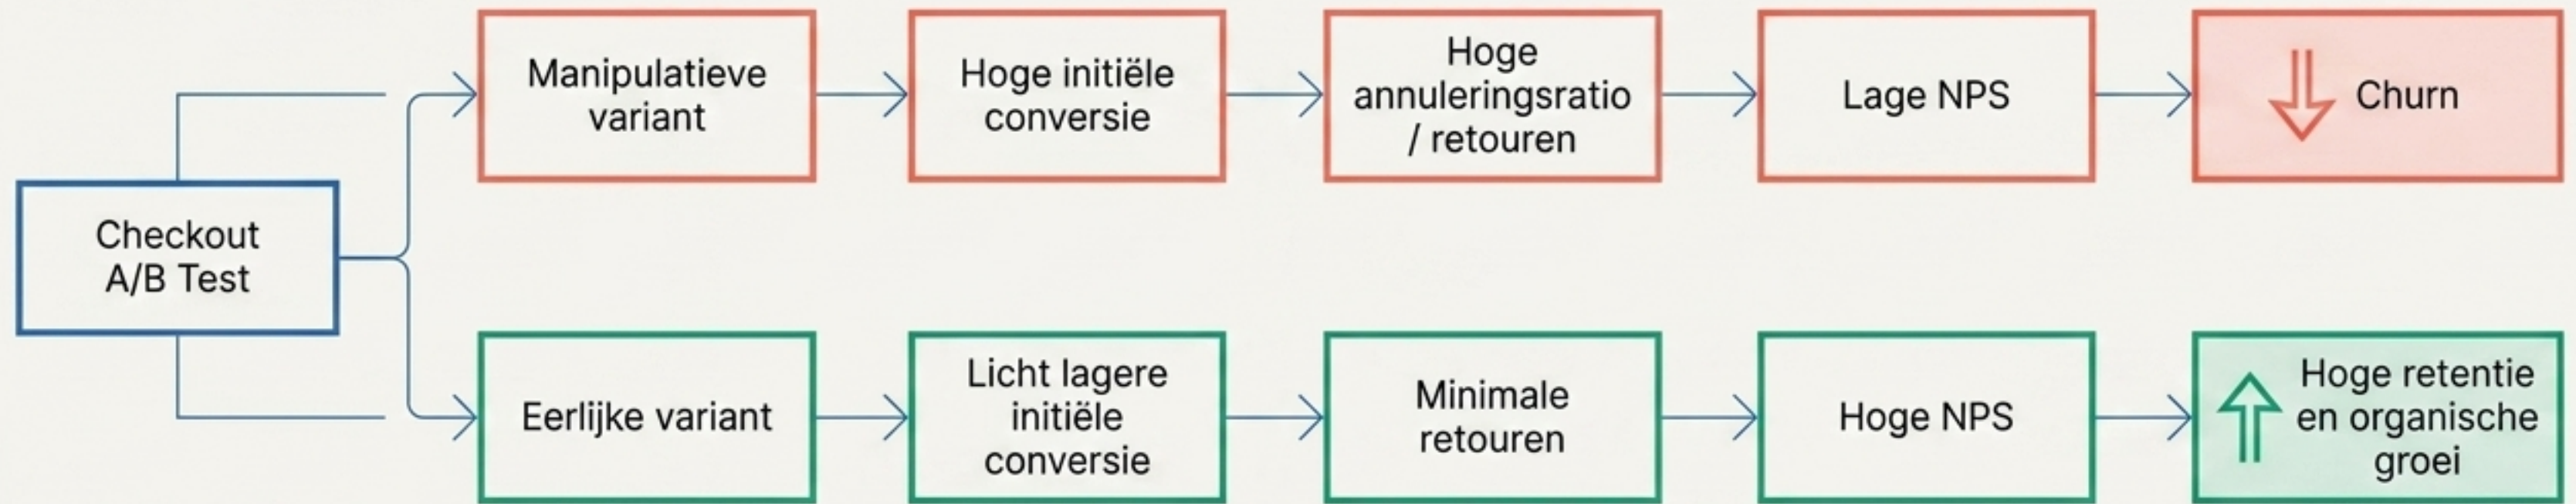 Checkout
A/B Test
Manipulatieve
variant
Hoge initiële
conversie
Hoge
annuleringsratio
/ retouren
Lage NPS
Churn
Eerlijke variant
Licht lagere
initiële
conversie
Minimale
retouren
Hoge NPS
Hoge retentie
en organische
groei